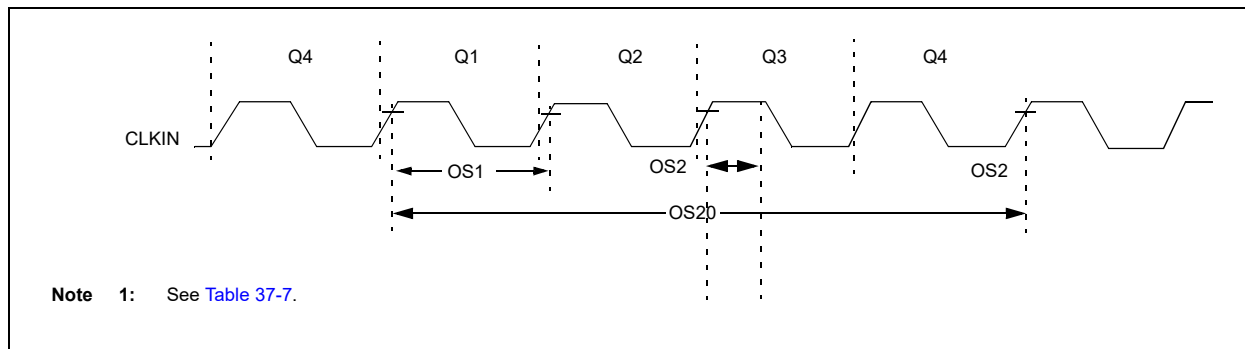 Q4 Q1 Q2 Q3 Q4
CLKIN
OS1 OS2 OS2
OS20
Note 1: See Table 37-7.